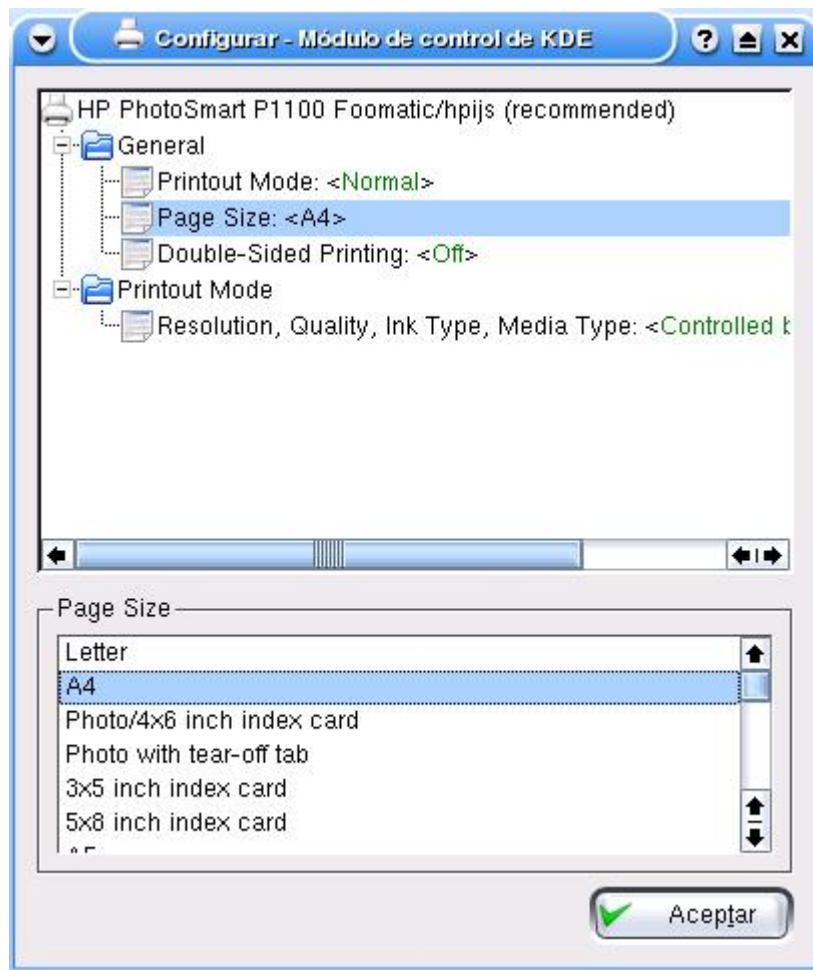 Configurar - Módulo de control de KDE
HP PhotoSmart P1100 Foomatic/hpijs (recommended)
General
Printout Mode: <Normal>
Page Size: <A4>
Double-Sided Printing: <Off>
Printout Mode
Resolution, Quality, Ink Type, Media Type: <Controlled b
Page Size
Letter
A4
Photo/4x6 inch index card
Photo with tear-off tab
3x5 inch index card
5x8 inch index card
Aceptar